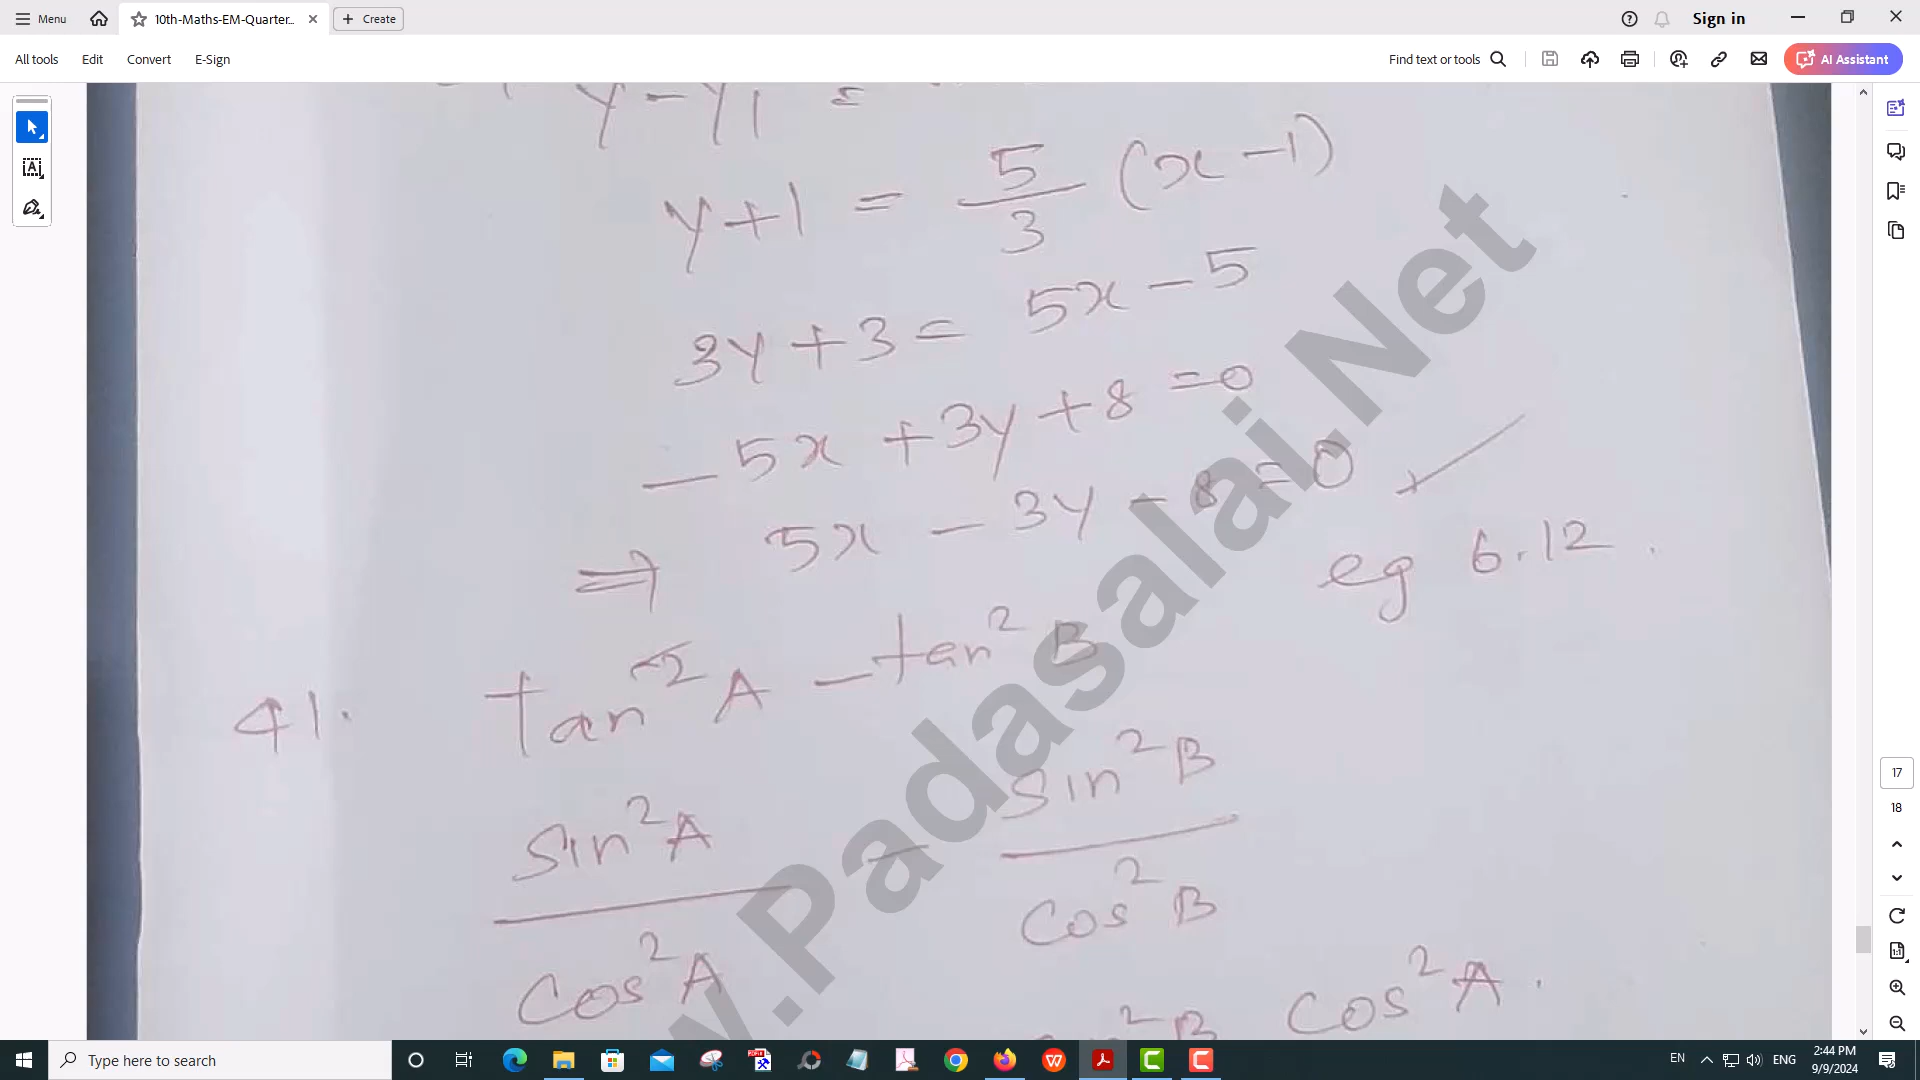 Menu
10th-Maths-EM-Quarter...
Create
Sign in
All tools
Edit
Convert
E-Sign
Find text or tools
AI Assistant
y - y1 =
y+1 = 5/3 (x-1)
3y+3 = 5x-5
-5x+3y+8=0
⇒ 5x-3y-8=0
eg 6.12.
41. tan²A - tan²B
sin²A/cos²A - sin²B/cos²B
cos²A.
w.Padasalai.Net
17
18
Type here to search
EN
ENG
2:44 PM
9/9/2024